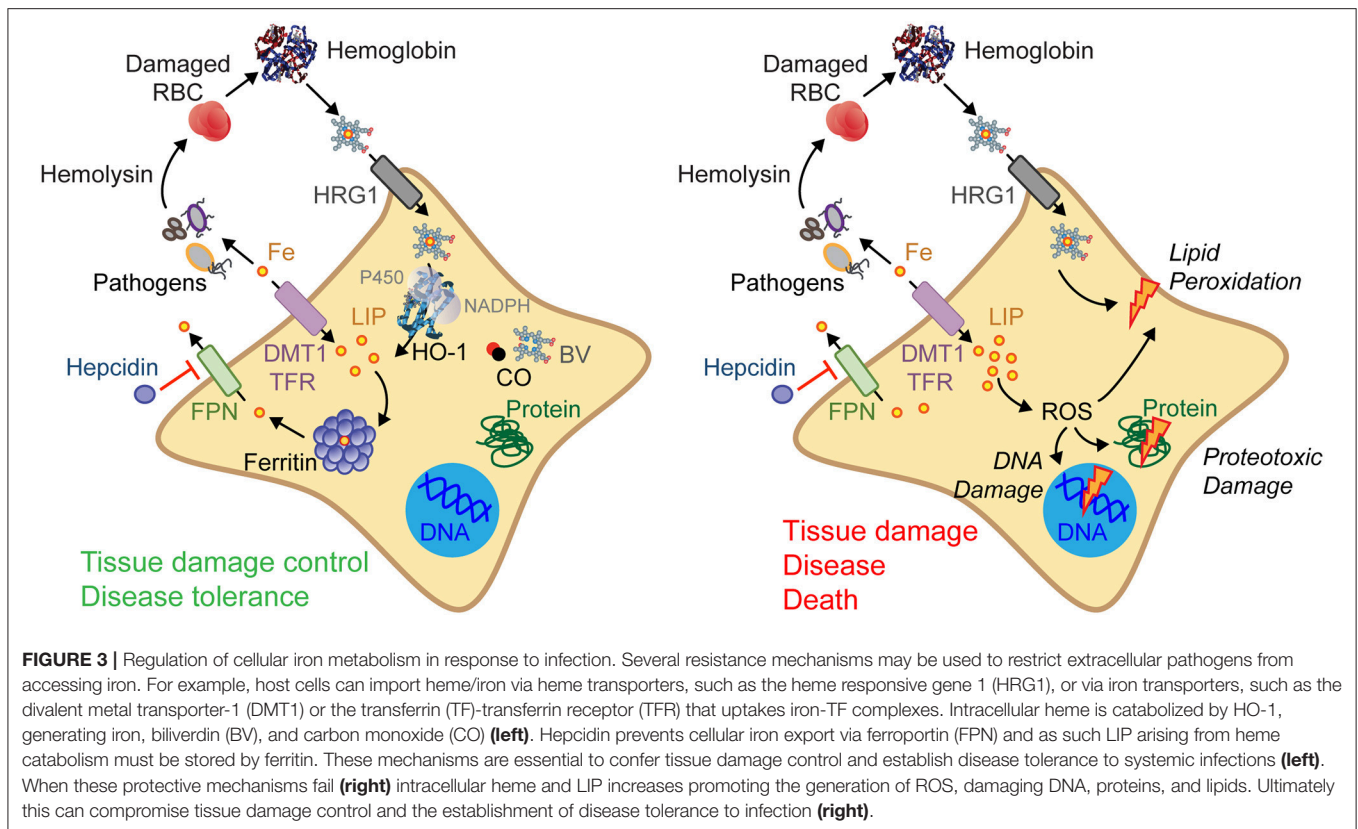 Hemoglobin
Damaged
RBC
Hemolysin
HRG1
Pathogens
Fe
P450
NADPH
LIP
HO-1
BV
CO
DMT1
TFR
Hepcidin
FPN
Ferritin
Protein
DNA
Tissue damage control
Disease tolerance
Hemoglobin
Damaged
RBC
Hemolysin
HRG1
Pathogens
Fe
Lipid
Peroxidation
LIP
DMT1
TFR
Hepcidin
FPN
ROS
Protein
DNA
Damage
Proteotoxic
Damage
DNA
Tissue damage
Disease
Death
FIGURE 3 | Regulation of cellular iron metabolism in response to infection. Several resistance mechanisms may be used to restrict extracellular pathogens from
accessing iron. For example, host cells can import heme/iron via heme transporters, such as the heme responsive gene 1 (HRG1), or via iron transporters, such as the
divalent metal transporter-1 (DMT1) or the transferrin (TF)-transferrin receptor (TFR) that uptakes iron-TF complexes. Intracellular heme is catabolized by HO-1,
generating iron, biliverdin (BV), and carbon monoxide (CO) (left). Hepcidin prevents cellular iron export via ferroportin (FPN) and as such LIP arising from heme
catabolism must be stored by ferritin. These mechanisms are essential to confer tissue damage control and establish disease tolerance to systemic infections (left).
When these protective mechanisms fail (right) intracellular heme and LIP increases promoting the generation of ROS, damaging DNA, proteins, and lipids. Ultimately
this can compromise tissue damage control and the establishment of disease tolerance to infection (right).